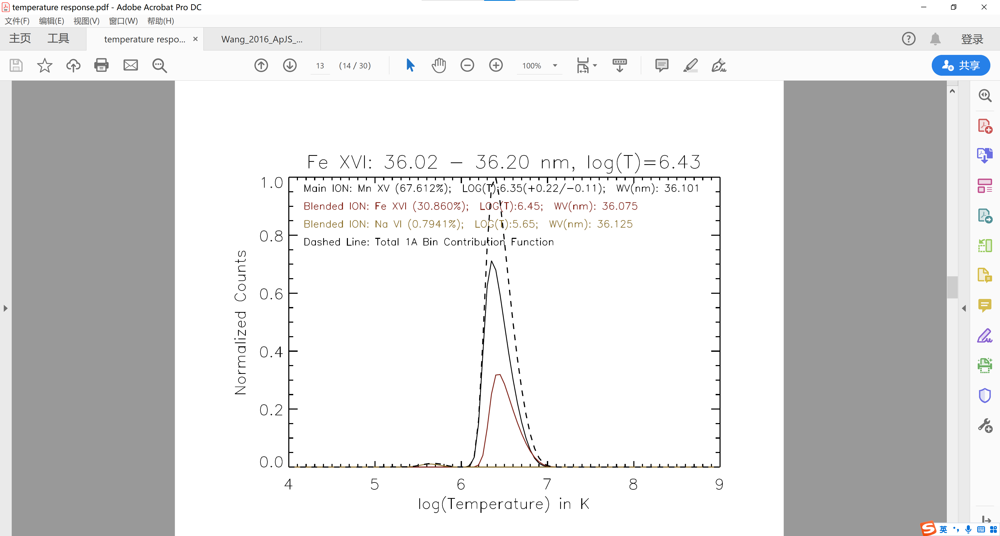 temperature response.pdf - Adobe Acrobat Pro DC
文件(F) 编辑(E) 视图(V) 窗口(W) 帮助(H)
主页 工具 temperature respo... × Wang_2016_ApJS_... 登录
13 (14 / 30) 100% 共享
Fe XVI: 36.02 - 36.20 nm, log(T)=6.43
Main ION: Mn XV (67.612%); LOG(T):6.35(+0.22/-0.11); WV(nm): 36.101
Blended ION: Fe XVI (30.860%); LOG(T):6.45; WV(nm): 36.075
Blended ION: Na VI (0.7941%); LOG(T):5.65; WV(nm): 36.125
Dashed Line: Total 1A Bin Contribution Function
Normalized Counts
1.0
0.8
0.6
0.4
0.2
0.0
4 5 6 7 8 9
log(Temperature) in K
英